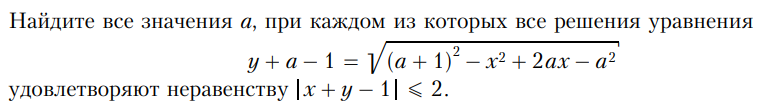 Найдите все значения a, при каждом из которых все решения уравнения
y + a − 1 = √((a + 1)² − x² + 2ax − a²)
удовлетворяют неравенству |x + y − 1| ⩽ 2.